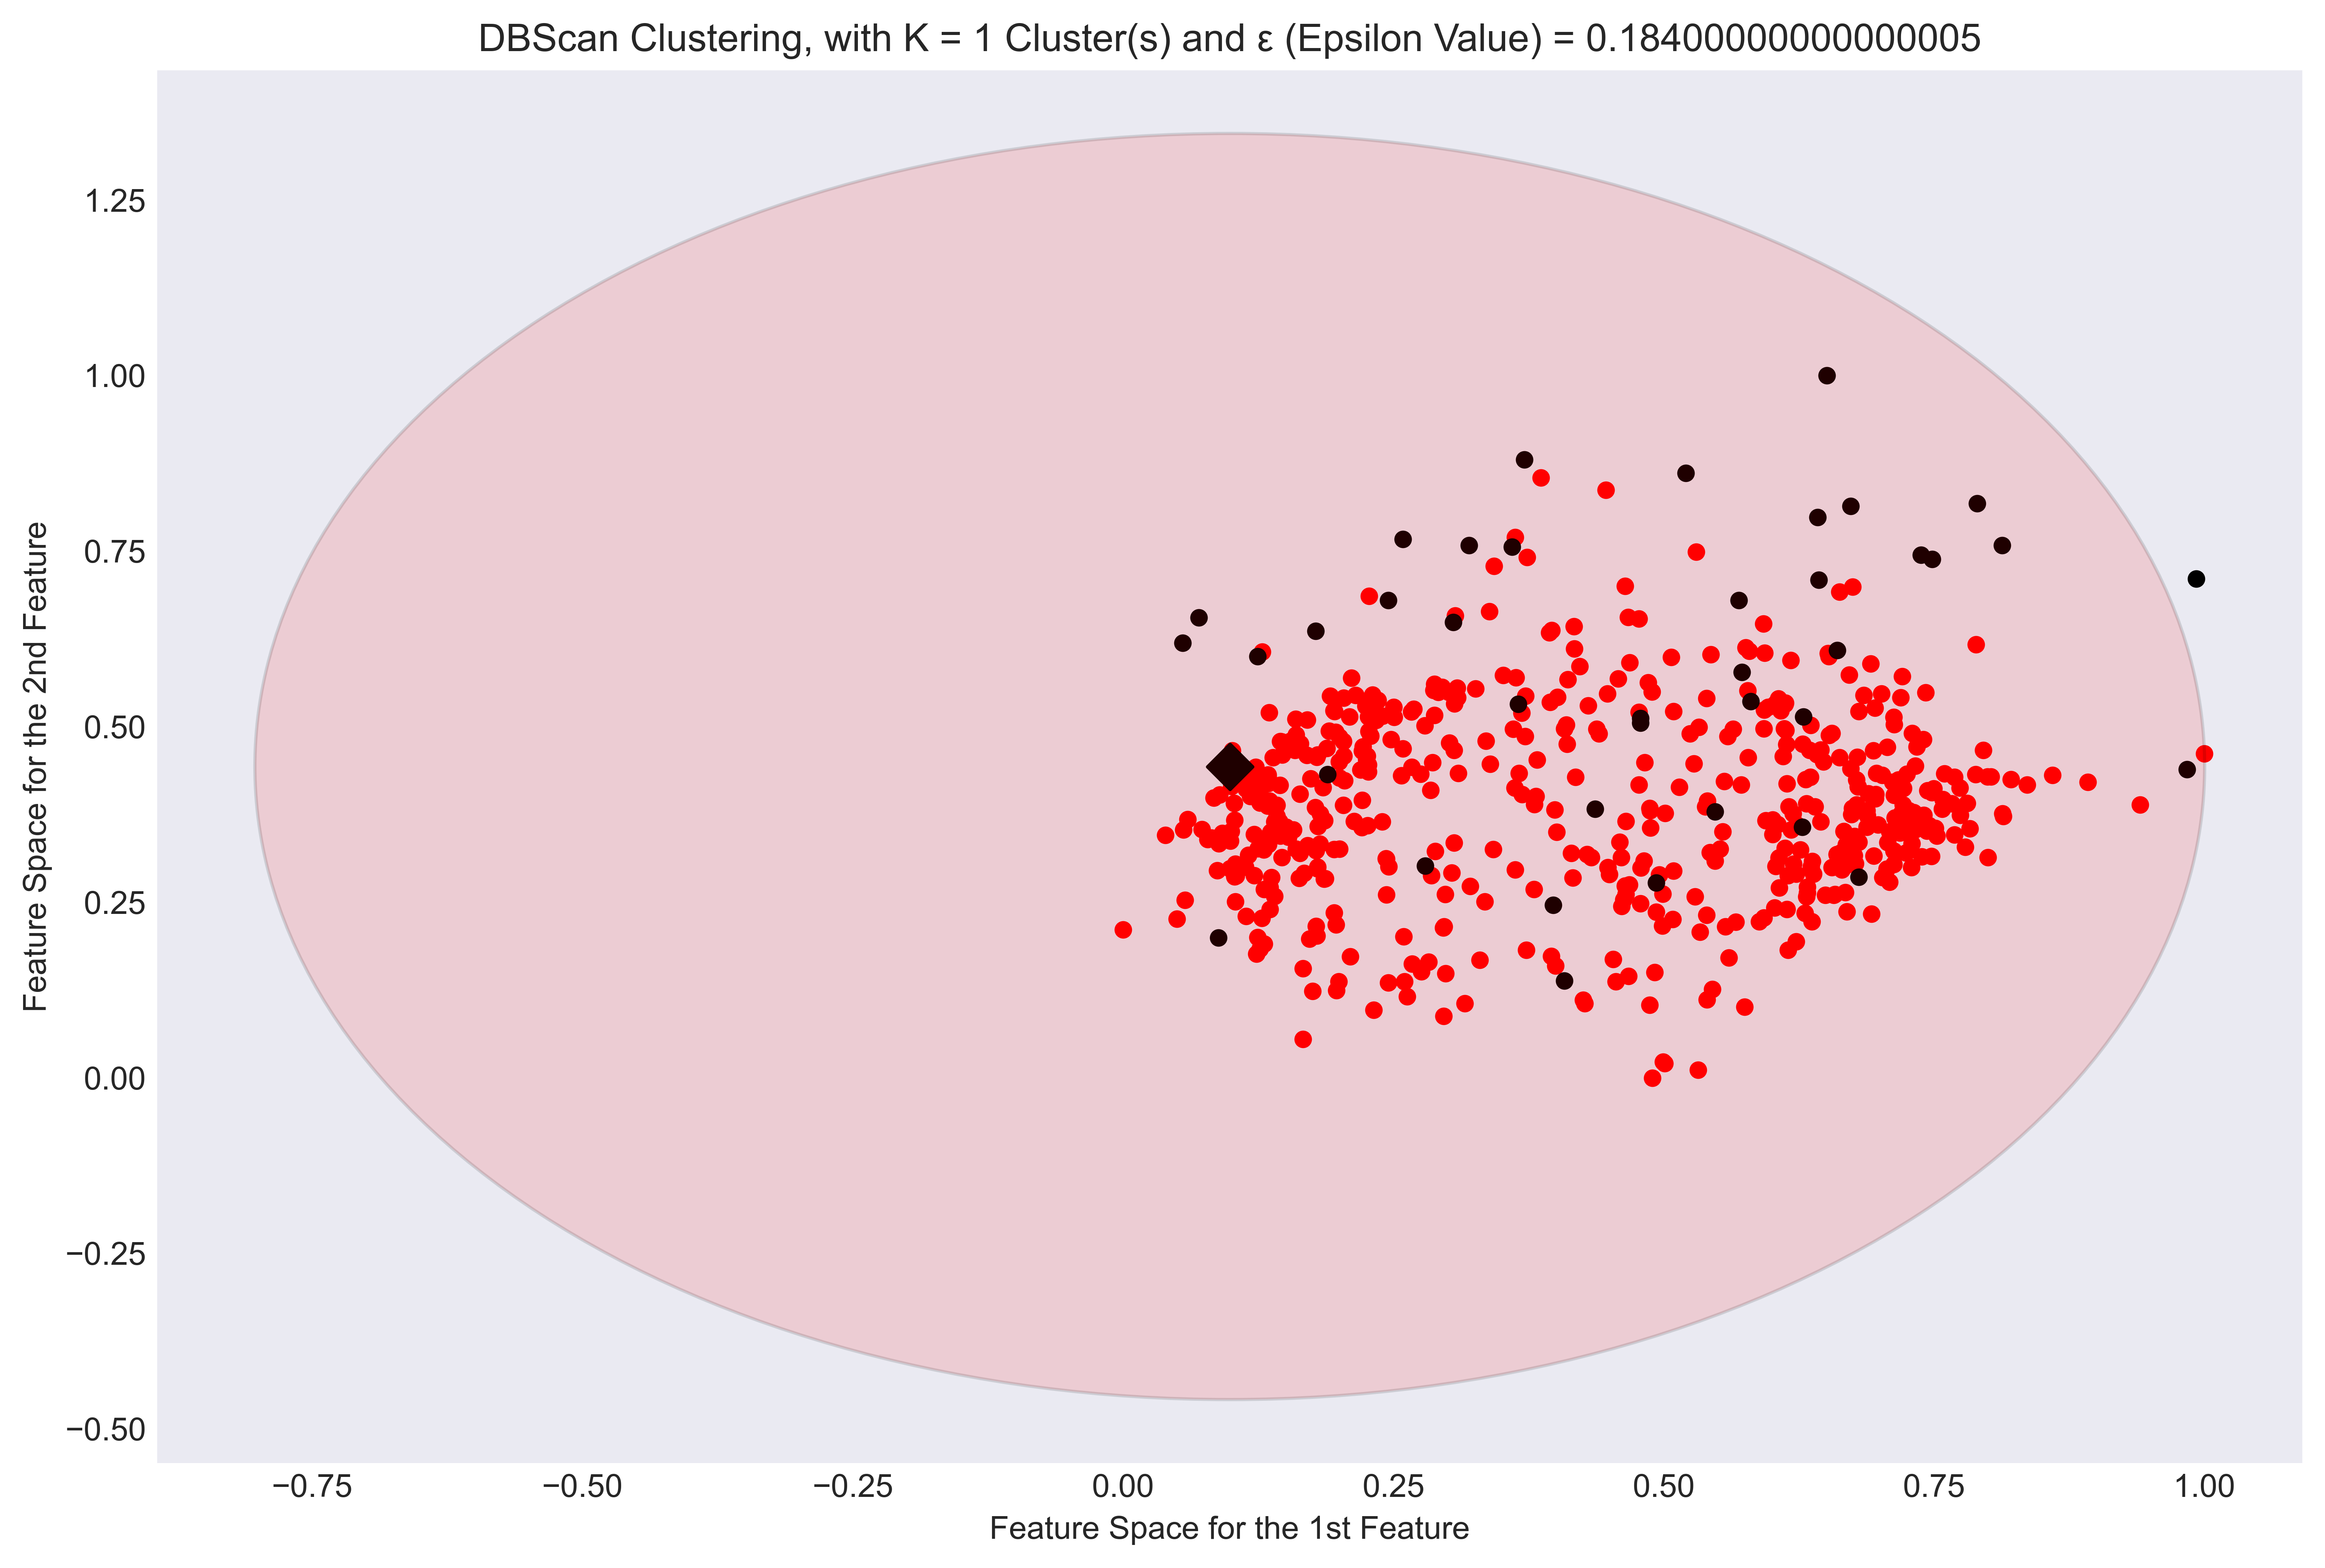 DBScan Clustering, with K = 1 Cluster(s) and ε (Epsilon Value) = 0.18400000000000005
Feature Space for the 2nd Feature
1.25
1.00
0.75
0.50
0.25
0.00
−0.25
−0.50
−0.75 −0.50 −0.25 0.00 0.25 0.50 0.75 1.00
Feature Space for the 1st Feature